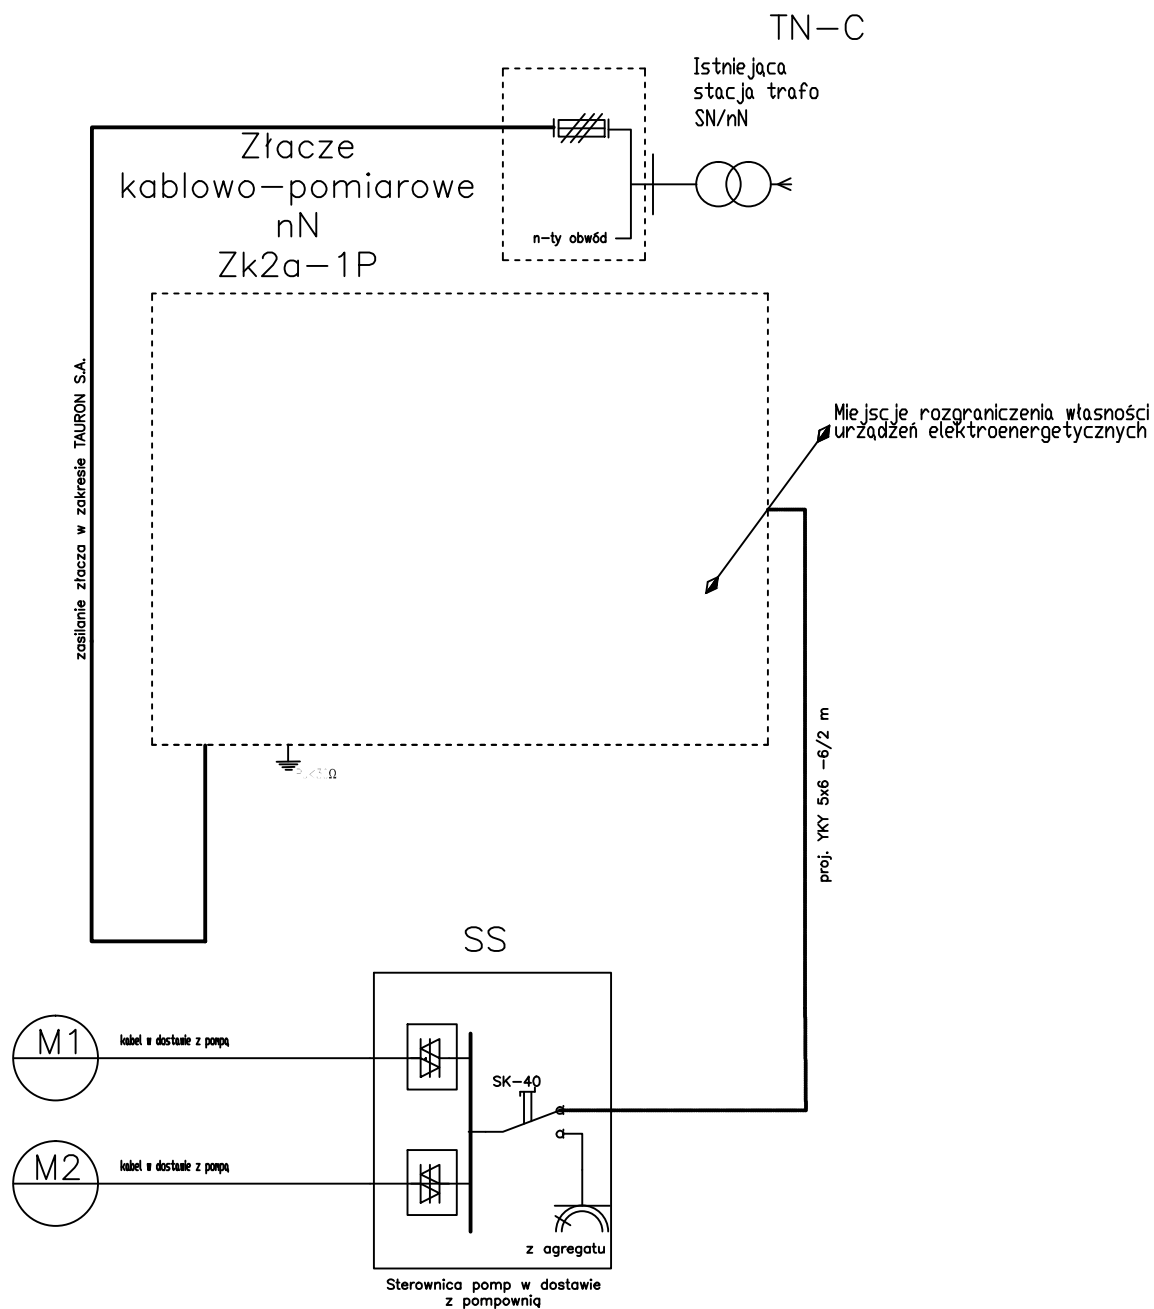 TN-C
Istniejąca
stacja trafo
SN/nN
Złacze
kablowo-pomiarowe
nN
Zk2a-1P
n-ty obwód
zasilanie złacza w zakresie TAURON S.A.
Miejscje rozgraniczenia własności
urządzeń elektroenergetycznych
proj. YKY 5x6 -6/2 m
SS
M1
kabel w dostawie z pompą
SK-40
M2
kabel w dostawie z pompą
z agregatu
Sterownica pomp w dostawie
z pompownią